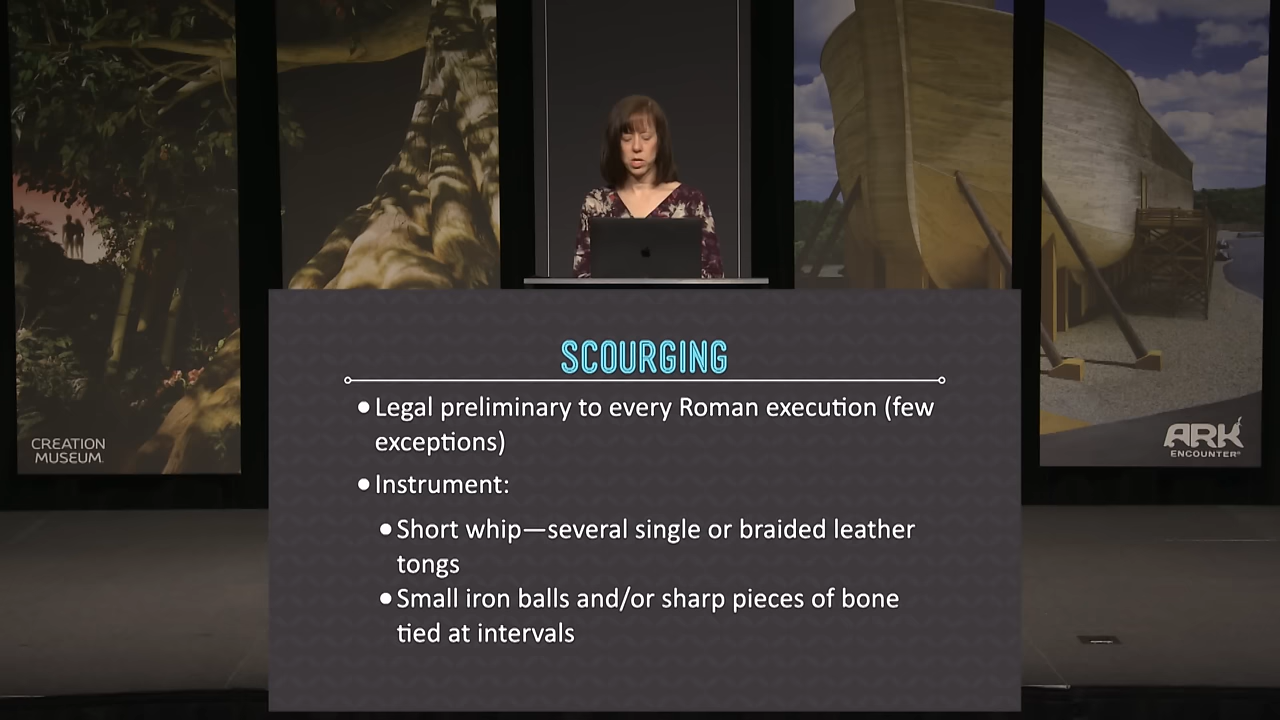 SCOURGING
•Legal preliminary to every Roman execution (few
exceptions)
•Instrument:
•Short whip—several single or braided leather
tongs
•Small iron balls and/or sharp pieces of bone
tied at intervals
CREATION
MUSEUM
ARK
ENCOUNTER